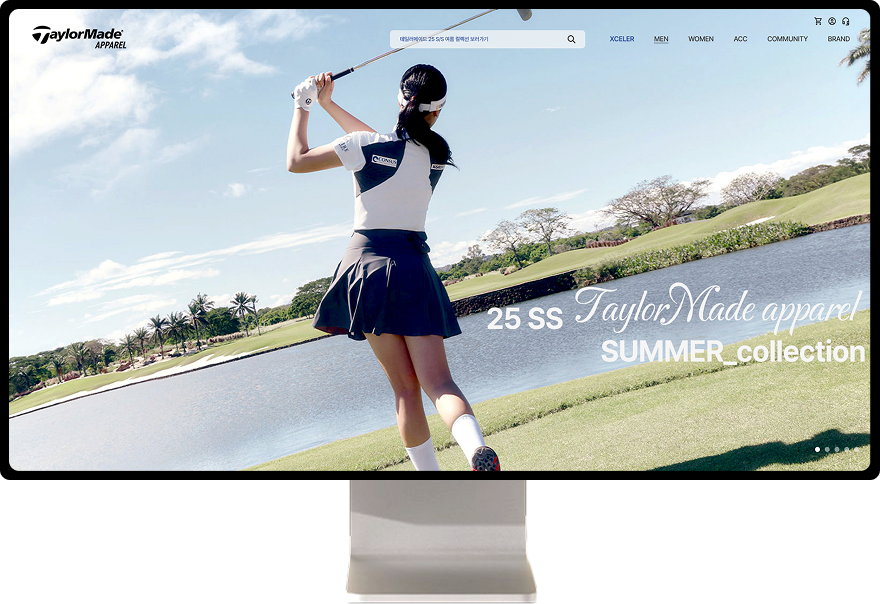 TaylorMade
APPAREL
테일러메이드 25 S/S 여름 컬렉션 보러가기
XCELER
MEN
WOMEN
ACC
COMMUNITY
BRAND
25 SS TaylorMade apparel
SUMMER_collection